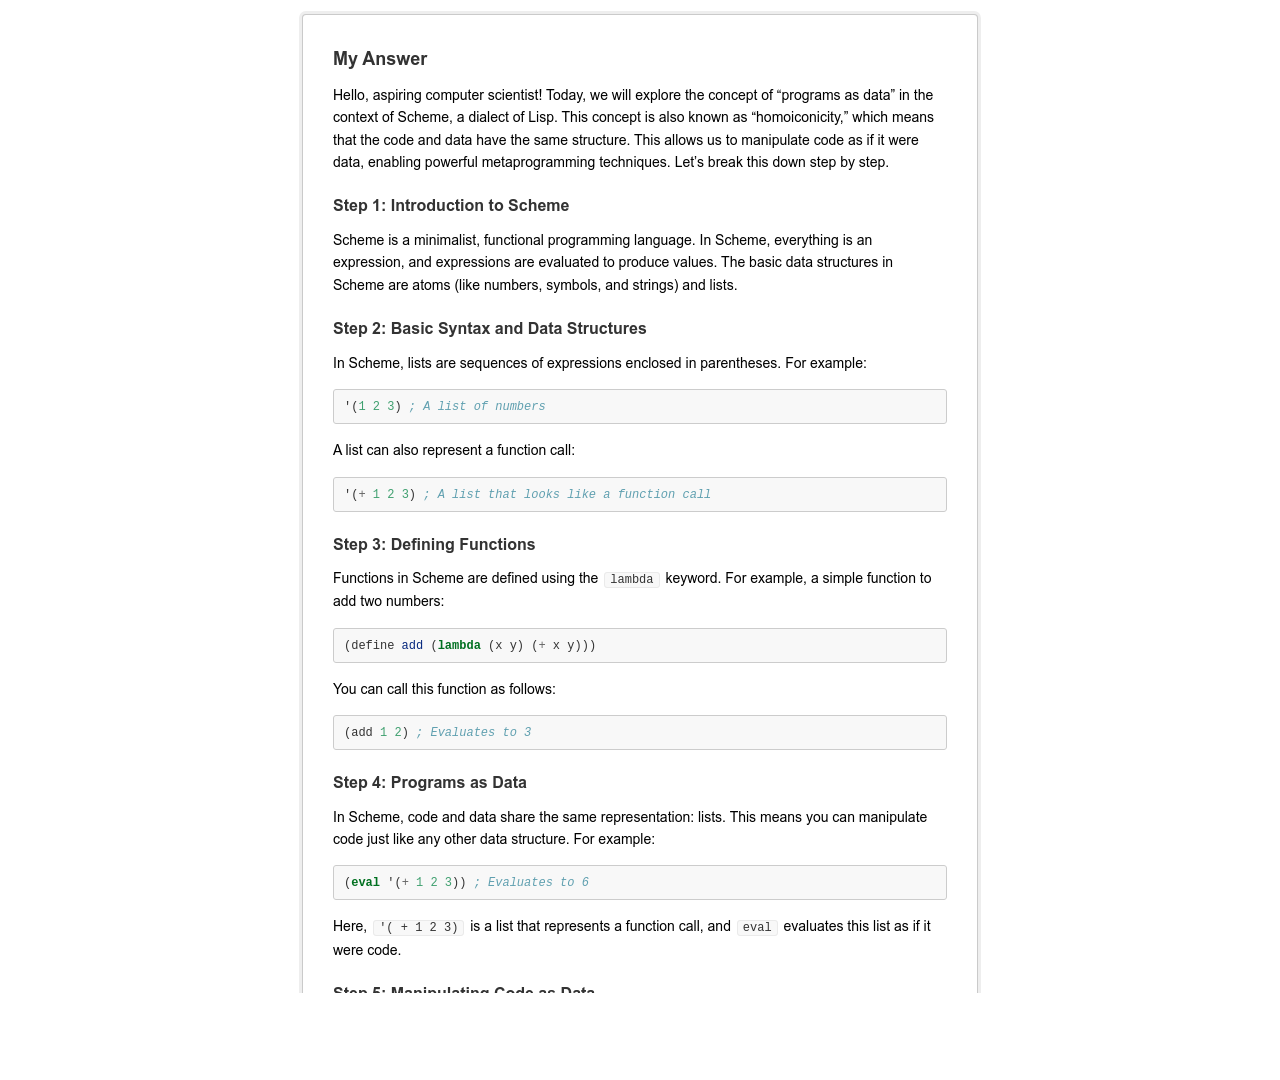 My Answer
Hello, aspiring computer scientist! Today, we will explore the concept of “programs as data” in the
context of Scheme, a dialect of Lisp. This concept is also known as “homoiconicity,” which means
that the code and data have the same structure. This allows us to manipulate code as if it were
data, enabling powerful metaprogramming techniques. Let’s break this down step by step.
Step 1: Introduction to Scheme
Scheme is a minimalist, functional programming language. In Scheme, everything is an
expression, and expressions are evaluated to produce values. The basic data structures in
Scheme are atoms (like numbers, symbols, and strings) and lists.
Step 2: Basic Syntax and Data Structures
In Scheme, lists are sequences of expressions enclosed in parentheses. For example:
'(1 2 3) ; A list of numbers
A list can also represent a function call:
'(+ 1 2 3) ; A list that looks like a function call
Step 3: Defining Functions
Functions in Scheme are defined using the lambda keyword. For example, a simple function to
add two numbers:
(define add (lambda (x y) (+ x y)))
You can call this function as follows:
(add 1 2) ; Evaluates to 3
Step 4: Programs as Data
In Scheme, code and data share the same representation: lists. This means you can manipulate
code just like any other data structure. For example:
(eval '(+ 1 2 3)) ; Evaluates to 6
Here, '( + 1 2 3) is a list that represents a function call, and eval evaluates this list as if it
were code.
Step 5: Manipulating Code as Data